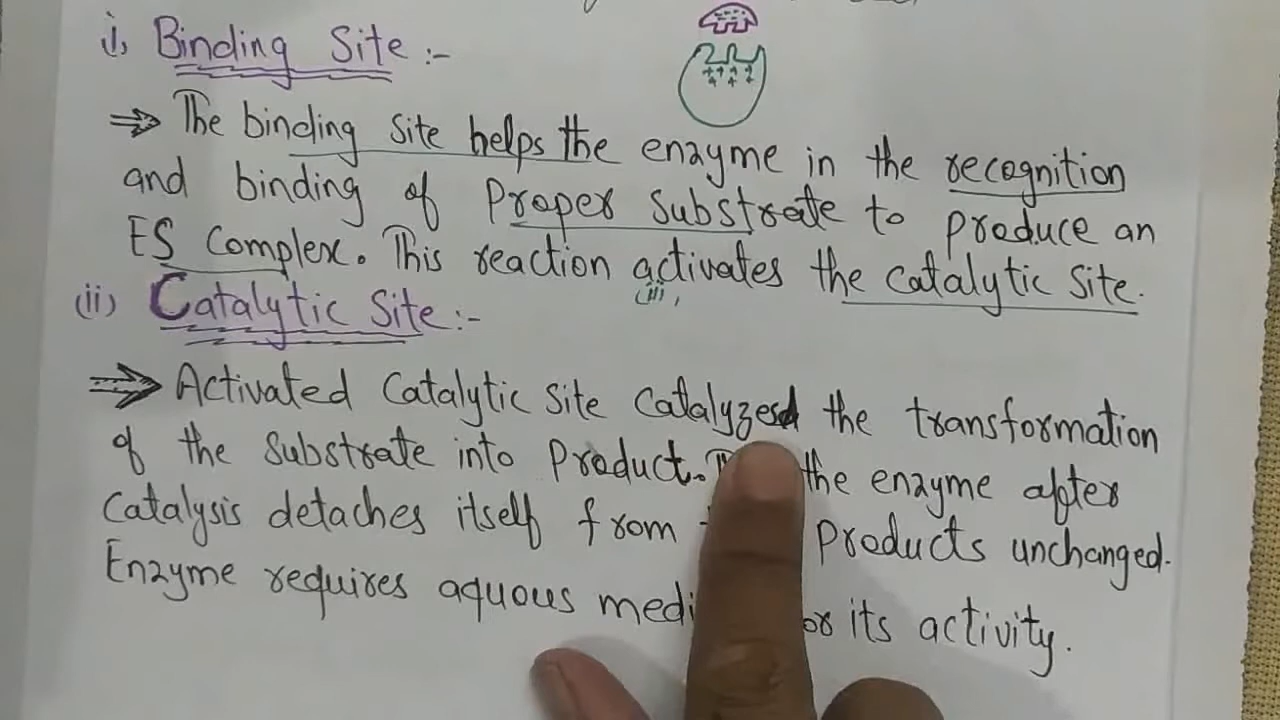 i, Binding Site :-
⇒ The binding site helps the enzyme in the recognition
and binding of Proper Substrate to produce an
ES Complex. This reaction activates the catalytic site.
(ii),
(ii) Catalytic Site :-
⇒ Activated Catalytic site Catalyzes the transformation
of the substrate into Product. the enzyme after
Catalysis detaches itself from Products unchanged.
Enzyme requires aquous its activity.